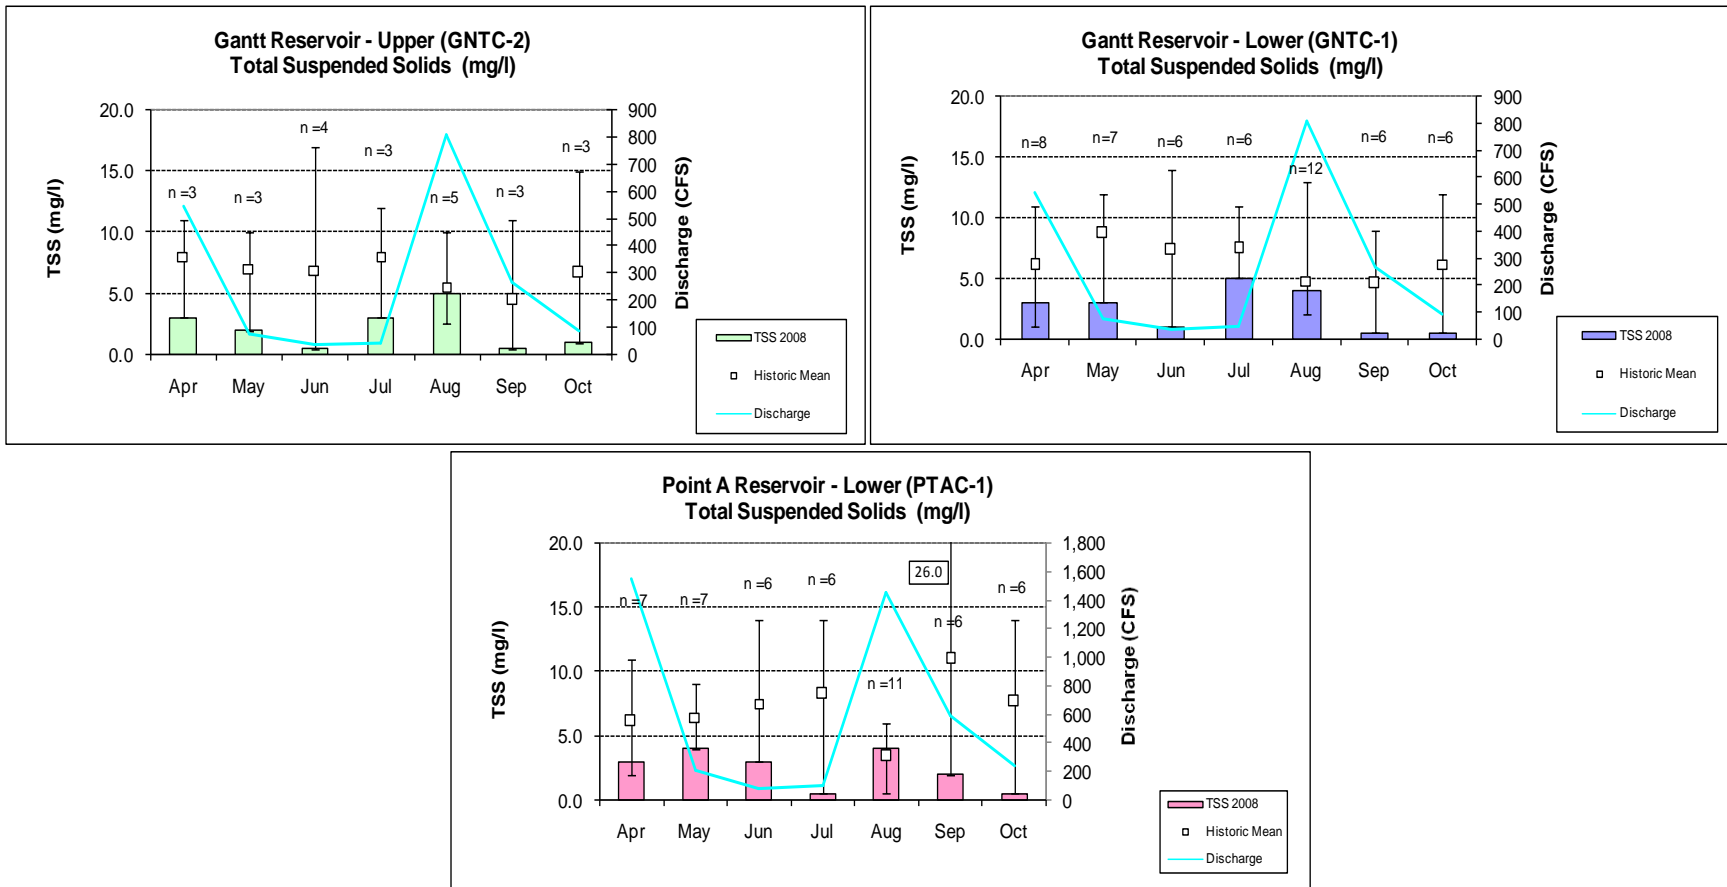 Gantt Reservoir - Upper (GNTC-2)
Total Suspended Solids (mg/l)
TSS (mg/l)
20.0
15.0
10.0
5.0
0.0
n =3
n =3
n =4
n =3
n =5
n =3
n =3
Apr May Jun Jul Aug Sep Oct
900
800
700
600
500
400
300
200
100
0
Discharge (CFS)
TSS 2008
Historic Mean
Discharge
Gantt Reservoir - Lower (GNTC-1)
Total Suspended Solids (mg/l)
TSS (mg/l)
20.0
15.0
10.0
5.0
0.0
n=8
n=7
n=6
n=6
n=12
n=6
n=6
Apr May Jun Jul Aug Sep Oct
900
800
700
600
500
400
300
200
100
0
Discharge (CFS)
TSS 2008
Historic Mean
Discharge
Point A Reservoir - Lower (PTAC-1)
Total Suspended Solids (mg/l)
TSS (mg/l)
20.0
15.0
10.0
5.0
0.0
n =7
n =7
n =6
n =6
n =11
26.0
n =6
n =6
Apr May Jun Jul Aug Sep Oct
1,800
1,600
1,400
1,200
1,000
800
600
400
200
0
Discharge (CFS)
TSS 2008
Historic Mean
Discharge